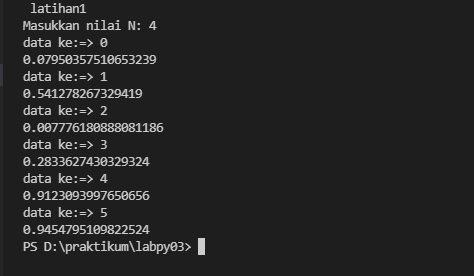 latihan1
Masukkan nilai N: 4
data ke:=> 0
0.07950357510653239
data ke:=> 1
0.541278267329419
data ke:=> 2
0.007776180888081186
data ke:=> 3
0.2833627430329324
data ke:=> 4
0.9123093997650656
data ke:=> 5
0.9454795109822524
PS D:\praktikum\labpy03>